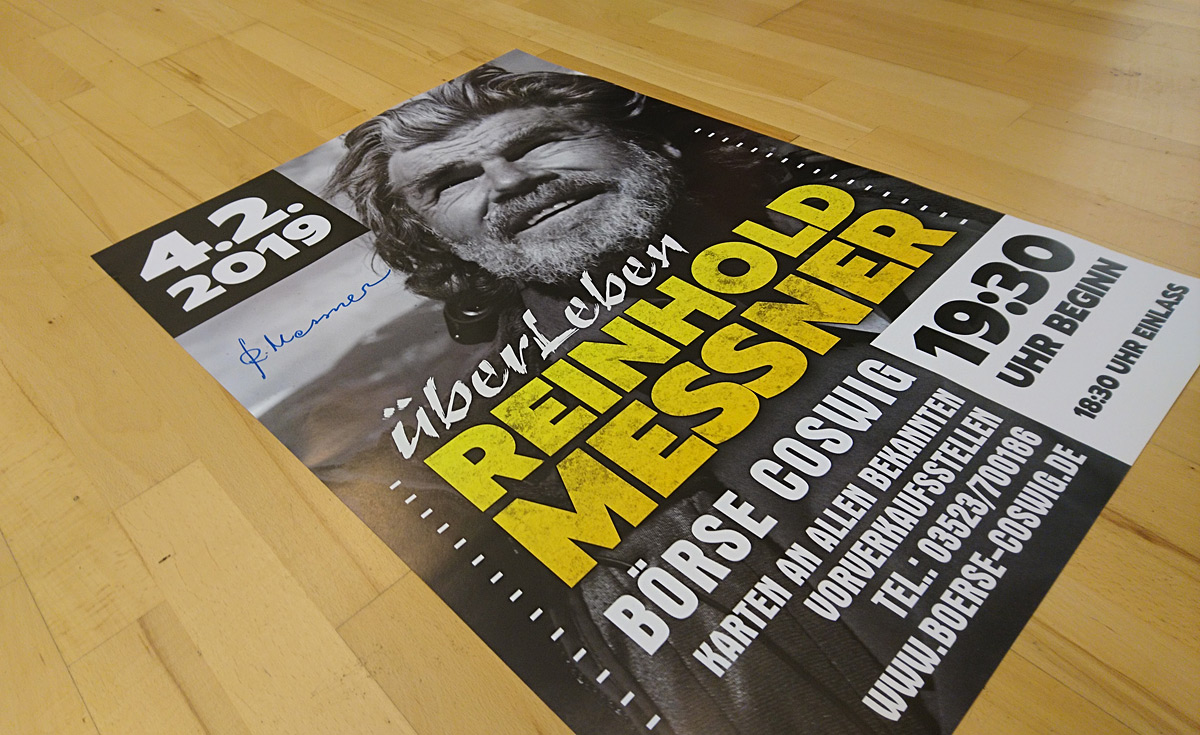 4.2.
2019
R. Messner
überLeben
REINHOLD
MESSNER
19:30
UHR BEGINN
18:30 UHR EINLASS
BÖRSE COSWIG
KARTEN AN ALLEN BEKANNTEN
VORVERKAUFSSTELLEN
TEL.: 03523/700186
WWW.BOERSE-COSWIG.DE